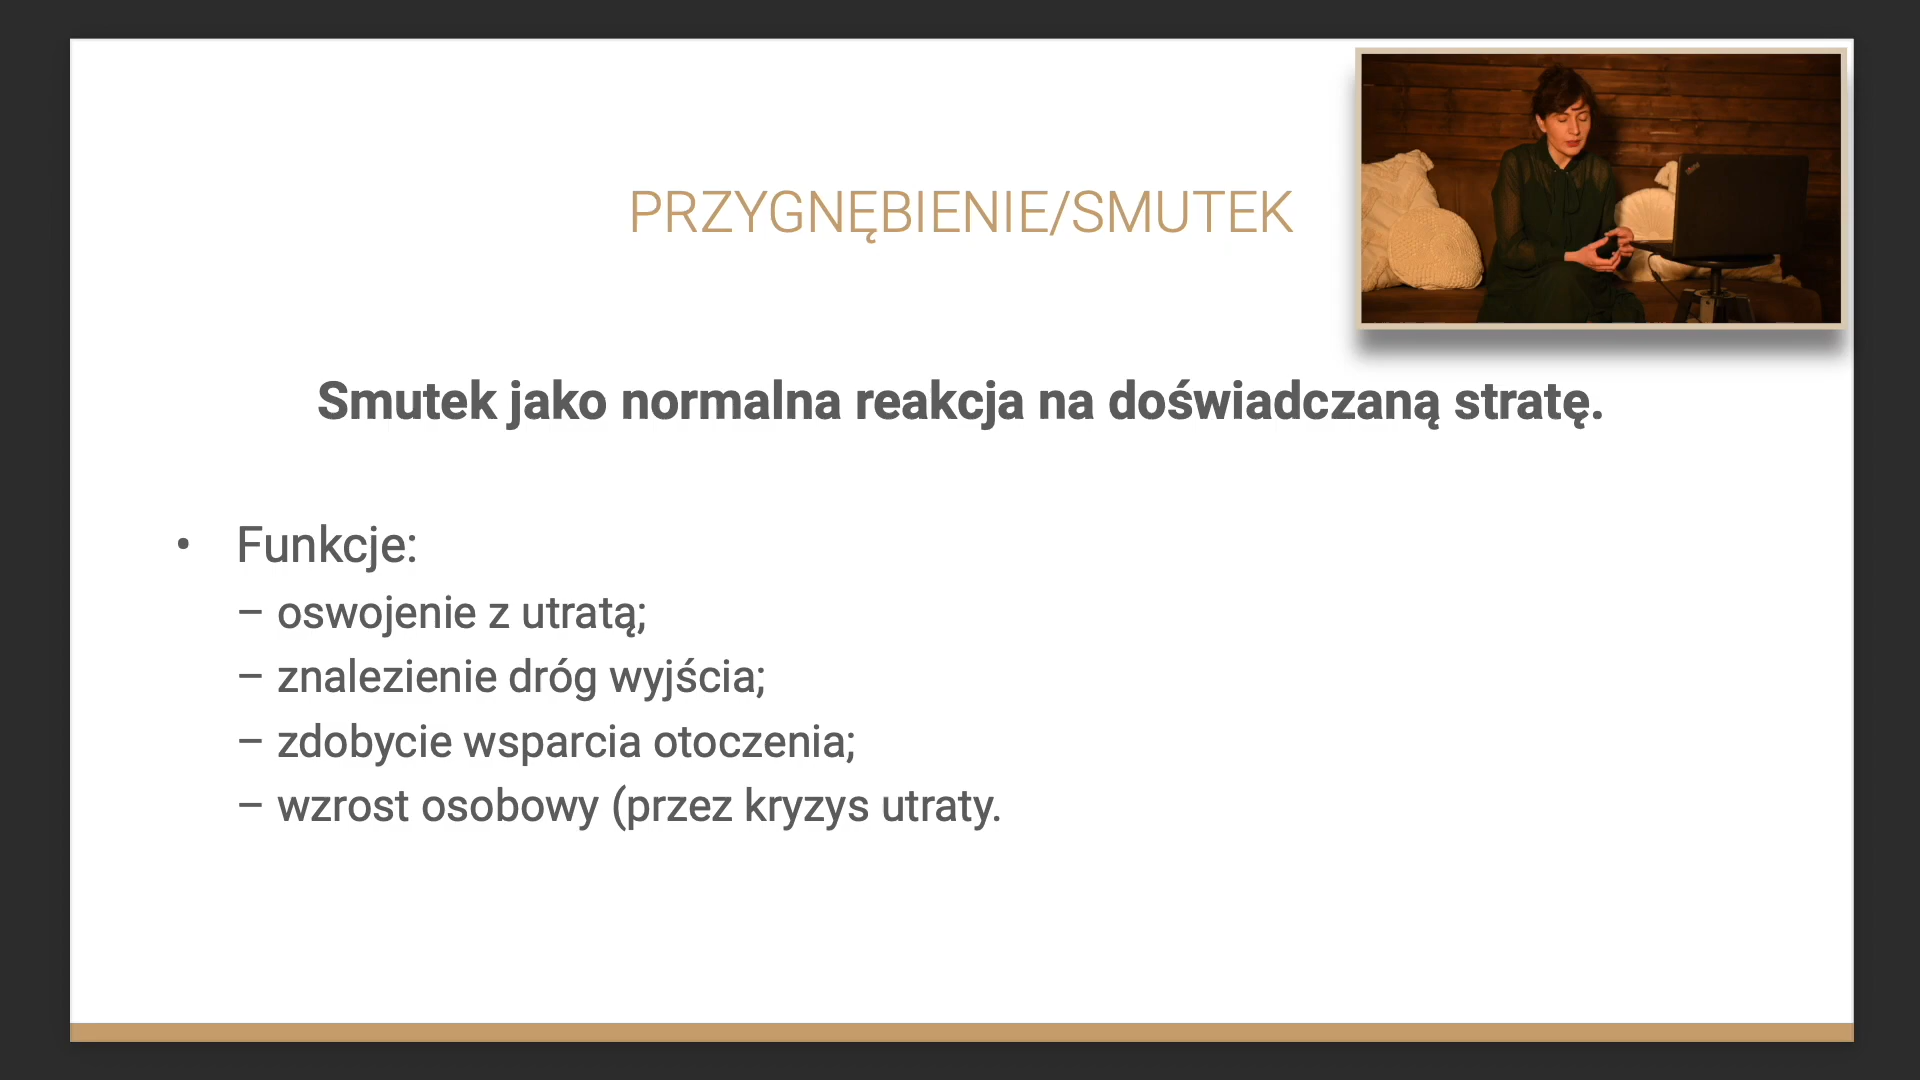 PRZYGNĘBIENIE/SMUTEK
Smutek jako normalna reakcja na doświadczaną stratę.
• Funkcje:
– oswojenie z utratą;
– znalezienie dróg wyjścia;
– zdobycie wsparcia otoczenia;
– wzrost osobowy (przez kryzys utraty.